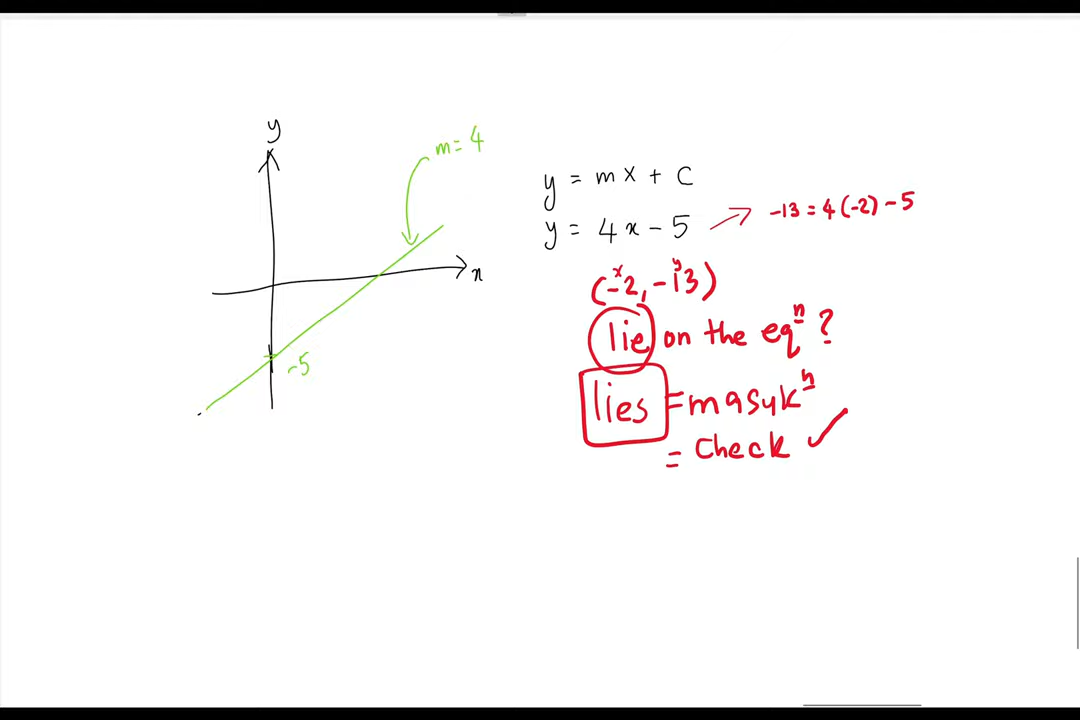 y
m = 4
x
-5
y = mx + c
y = 4x - 5
-13 = 4(-2) - 5
x y
(-2, -13)
lie on the eqⁿ?
lies = masukⁿ
= check ✓